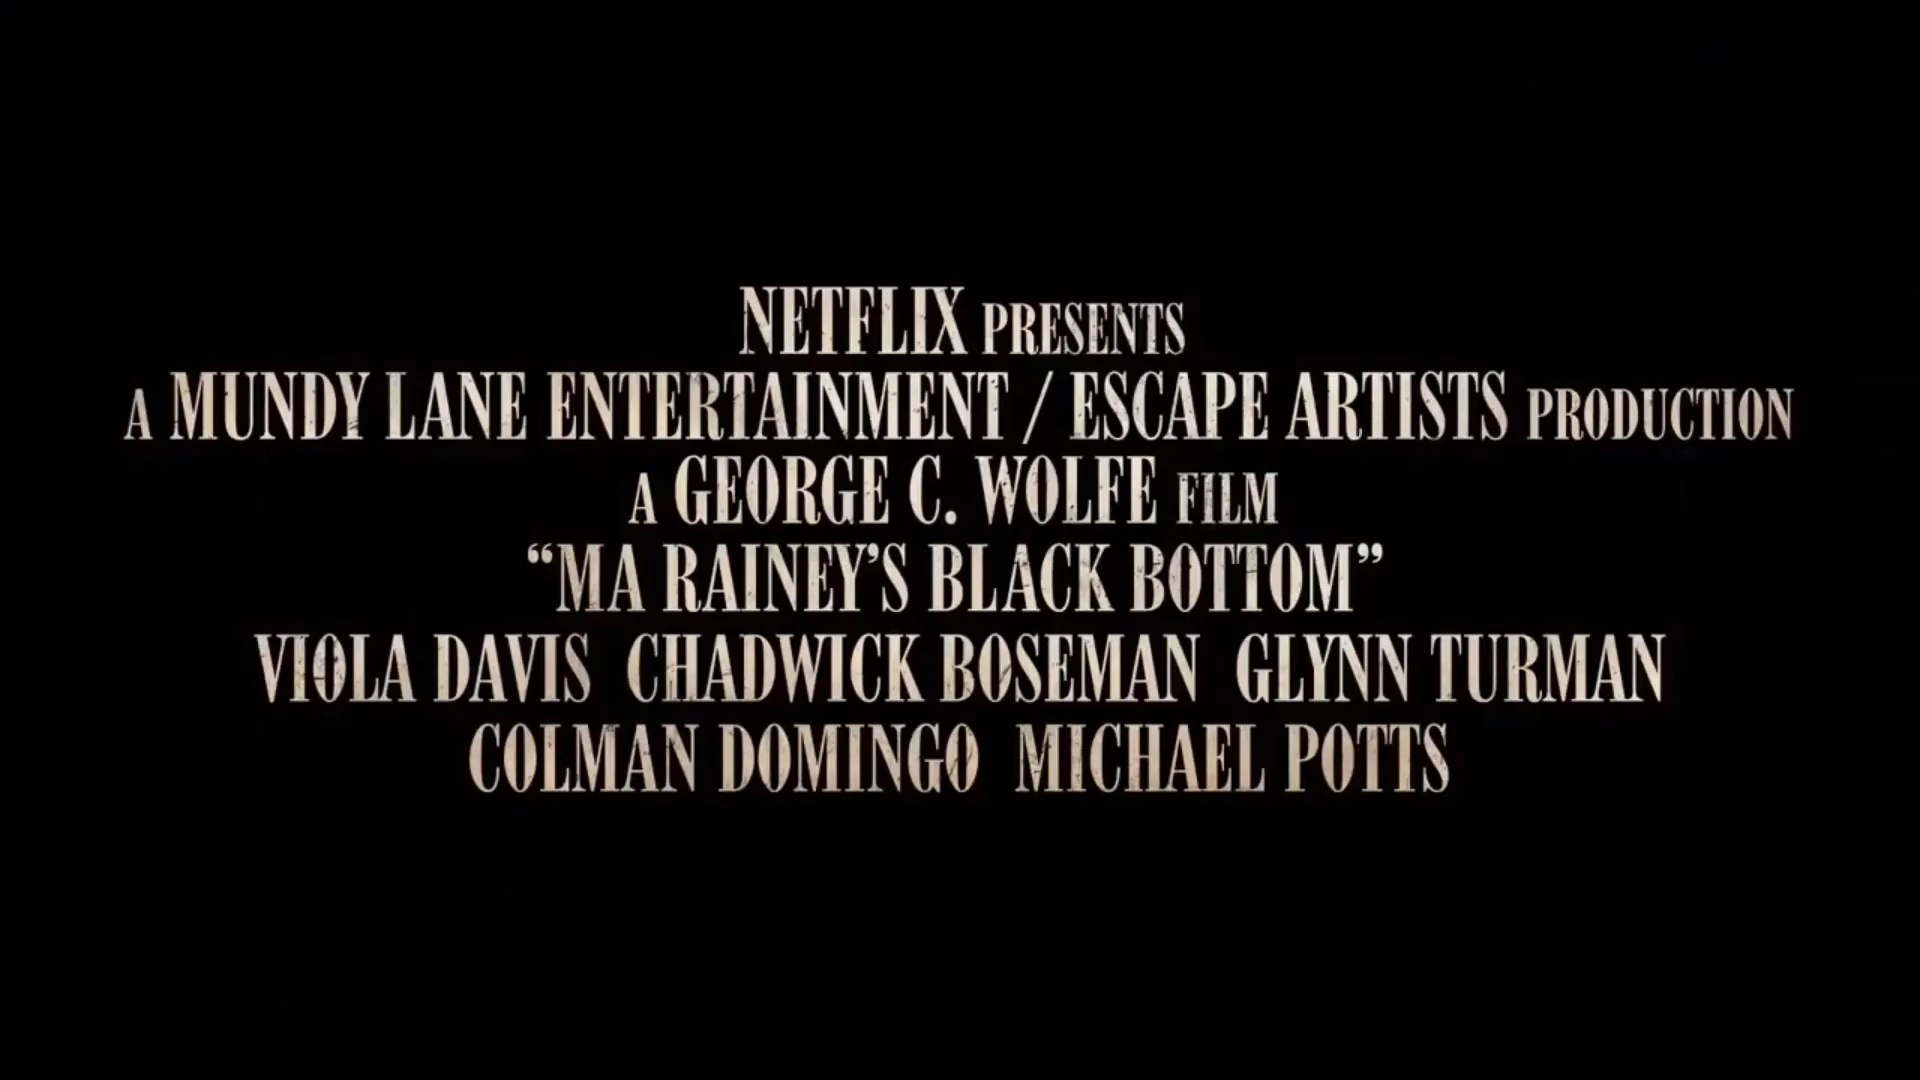 NETFLIX PRESENTS
A MUNDY LANE ENTERTAINMENT / ESCAPE ARTISTS PRODUCTION
A GEORGE C. WOLFE FILM
“MA RAINEY’S BLACK BOTTOM”
VIOLA DAVIS CHADWICK BOSEMAN GLYNN TURMAN
COLMAN DOMINGO MICHAEL POTTS